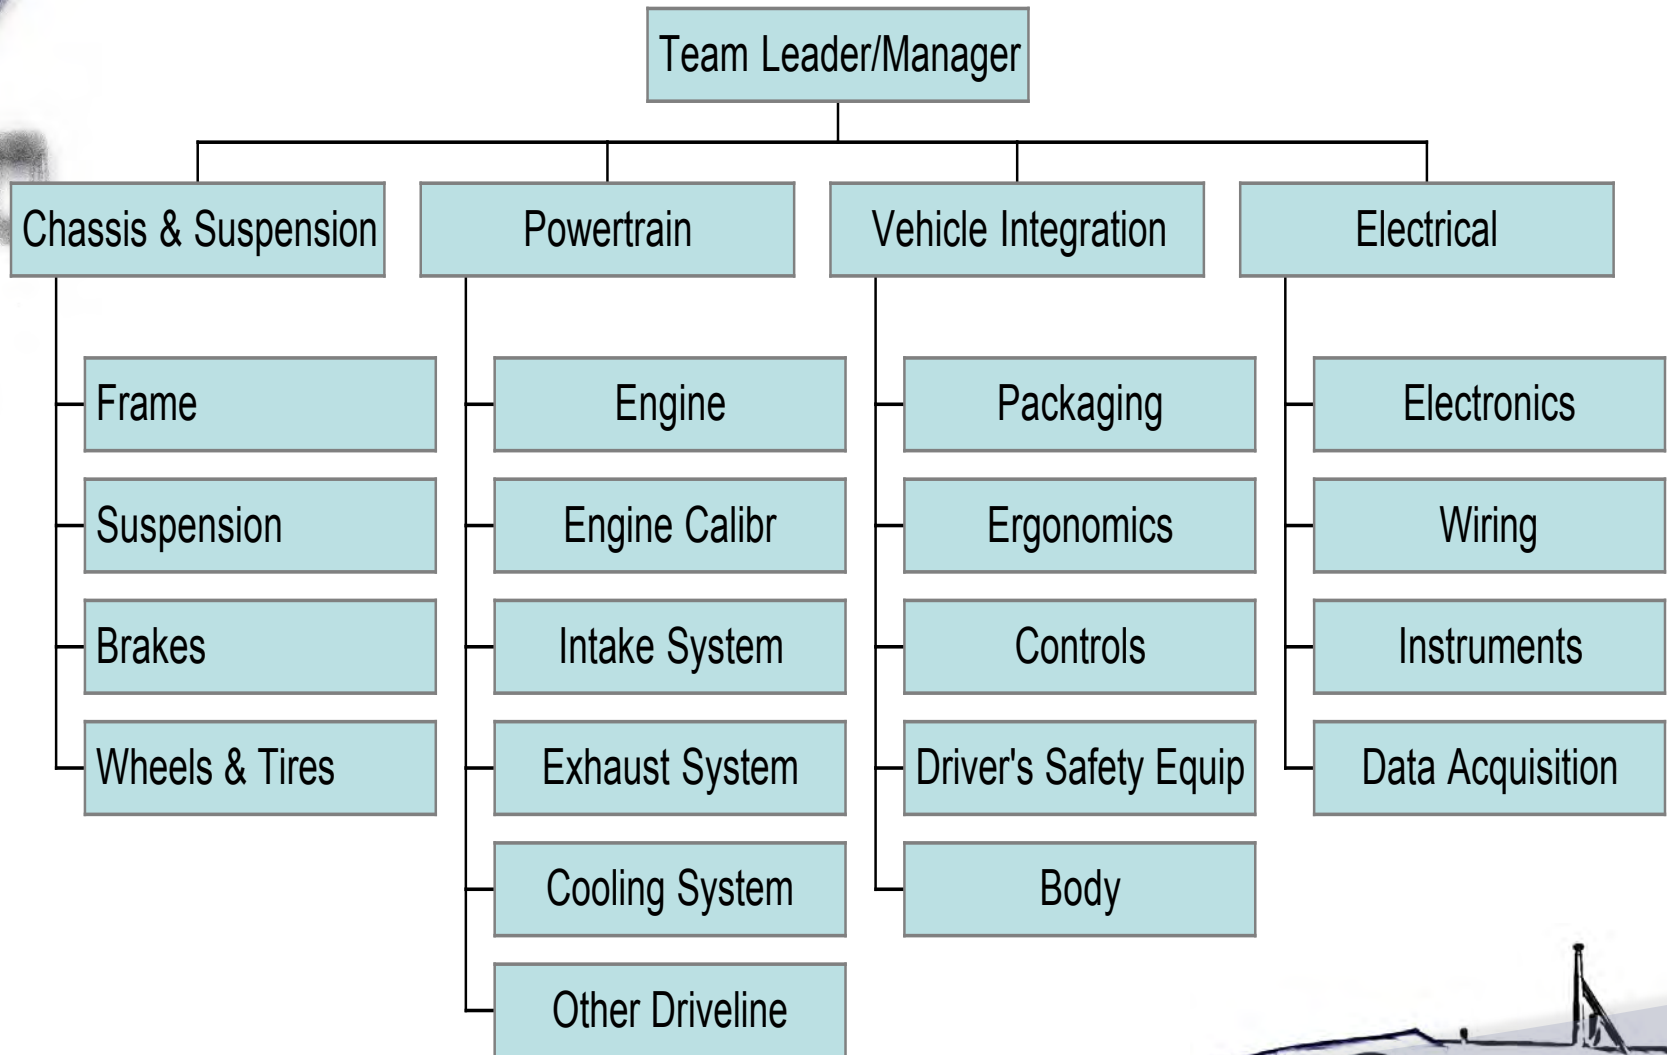 Team Leader/Manager
Chassis & Suspension
Powertrain
Vehicle Integration
Electrical
Frame
Engine
Packaging
Electronics
Suspension
Engine Calibr
Ergonomics
Wiring
Brakes
Intake System
Controls
Instruments
Wheels & Tires
Exhaust System
Driver's Safety Equip
Data Acquisition
Cooling System
Body
Other Driveline